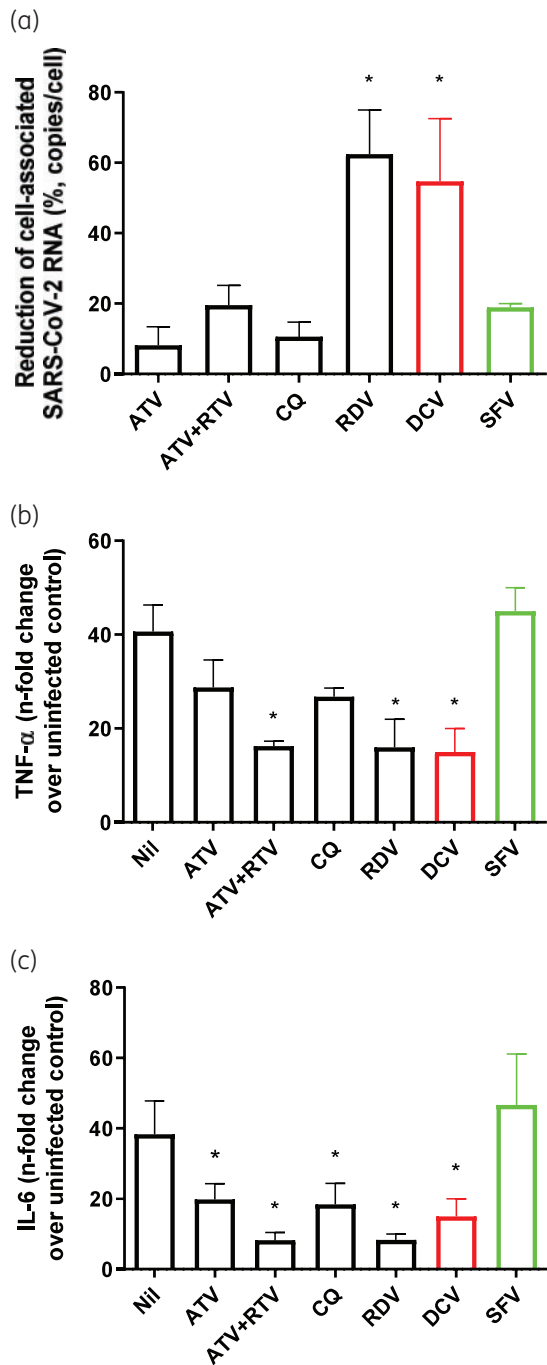 (a)
Reduction of cell-associated
SARS-CoV-2 RNA (%, copies/cell)
80
60
40
20
0
* *
ATV ATV+RTV CQ RDV DCV SFV
(b)
TNF-α (n-fold change
over uninfected control)
60
40
20
0
* * *
Nil ATV ATV+RTV CQ RDV DCV SFV
(c)
IL-6 (n-fold change
over uninfected control)
80
60
40
20
0
* * * * *
Nil ATV ATV+RTV CQ RDV DCV SFV